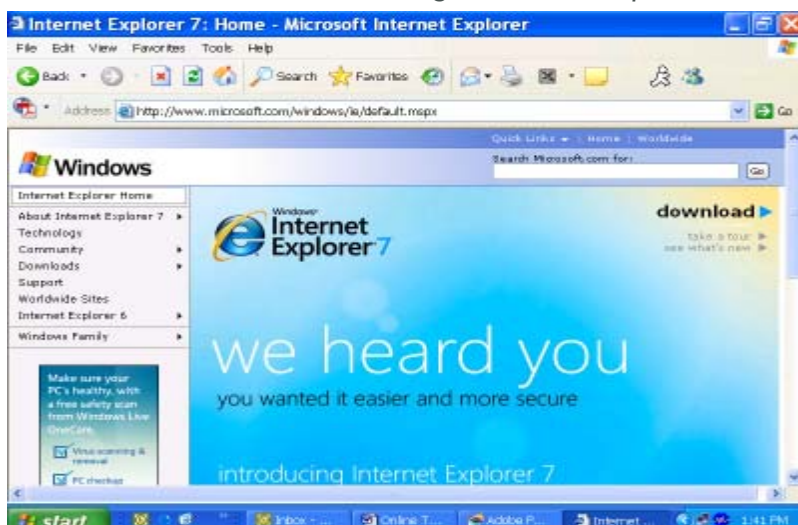 Internet Explorer 7: Home - Microsoft Internet Explorer
File Edit View Favorites Tools Help
Back Search Favorites
Address http://www.microsoft.com/windows/ie/default.mspx Go
Quick Links Home Worldwide
Windows
Search Microsoft.com for:
Go
Internet Explorer Home
About Internet Explorer 7
Technology
Community
Downloads
Support
Worldwide Sites
Internet Explorer 6
Windows Family
Make sure your
PC's healthy, with
a free safety scan
from Windows Live
OneCare.
Virus scanning &
removal
PC checkup
Windows
Internet
Explorer 7
download
take a tour
see what's new
we heard you
you wanted it easier and more secure
introducing Internet Explorer 7
start Inbox - ... Online T... Adobe P... Internet ... 1:41 PM